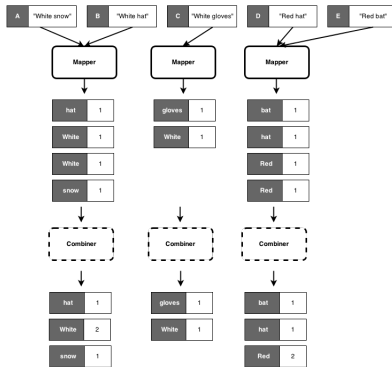 A "White snow" B "White hat" C "White gloves" D "Red hat" E "Red bat"
Mapper Mapper Mapper
hat 1 gloves 1 bat 1
White 1 White 1 hat 1
White 1 Red 1
snow 1 Red 1
Combiner Combiner Combiner
hat 1 gloves 1 bat 1
White 2 White 1 hat 1
snow 1 Red 2